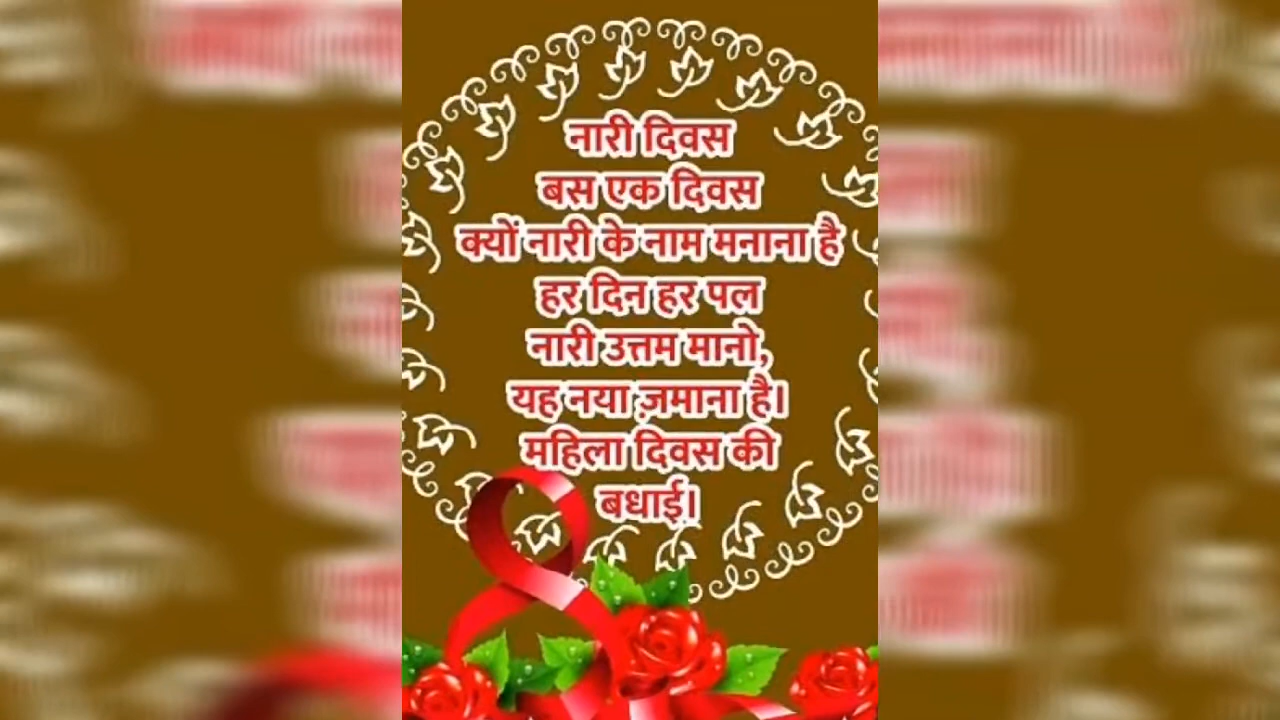 नारी दिवस
बस एक दिवस
क्यों नारी के नाम मनाना है
हर दिन हर पल
नारी उत्तम मानो,
यह नया ज़माना है।
महिला दिवस की
बधाई।